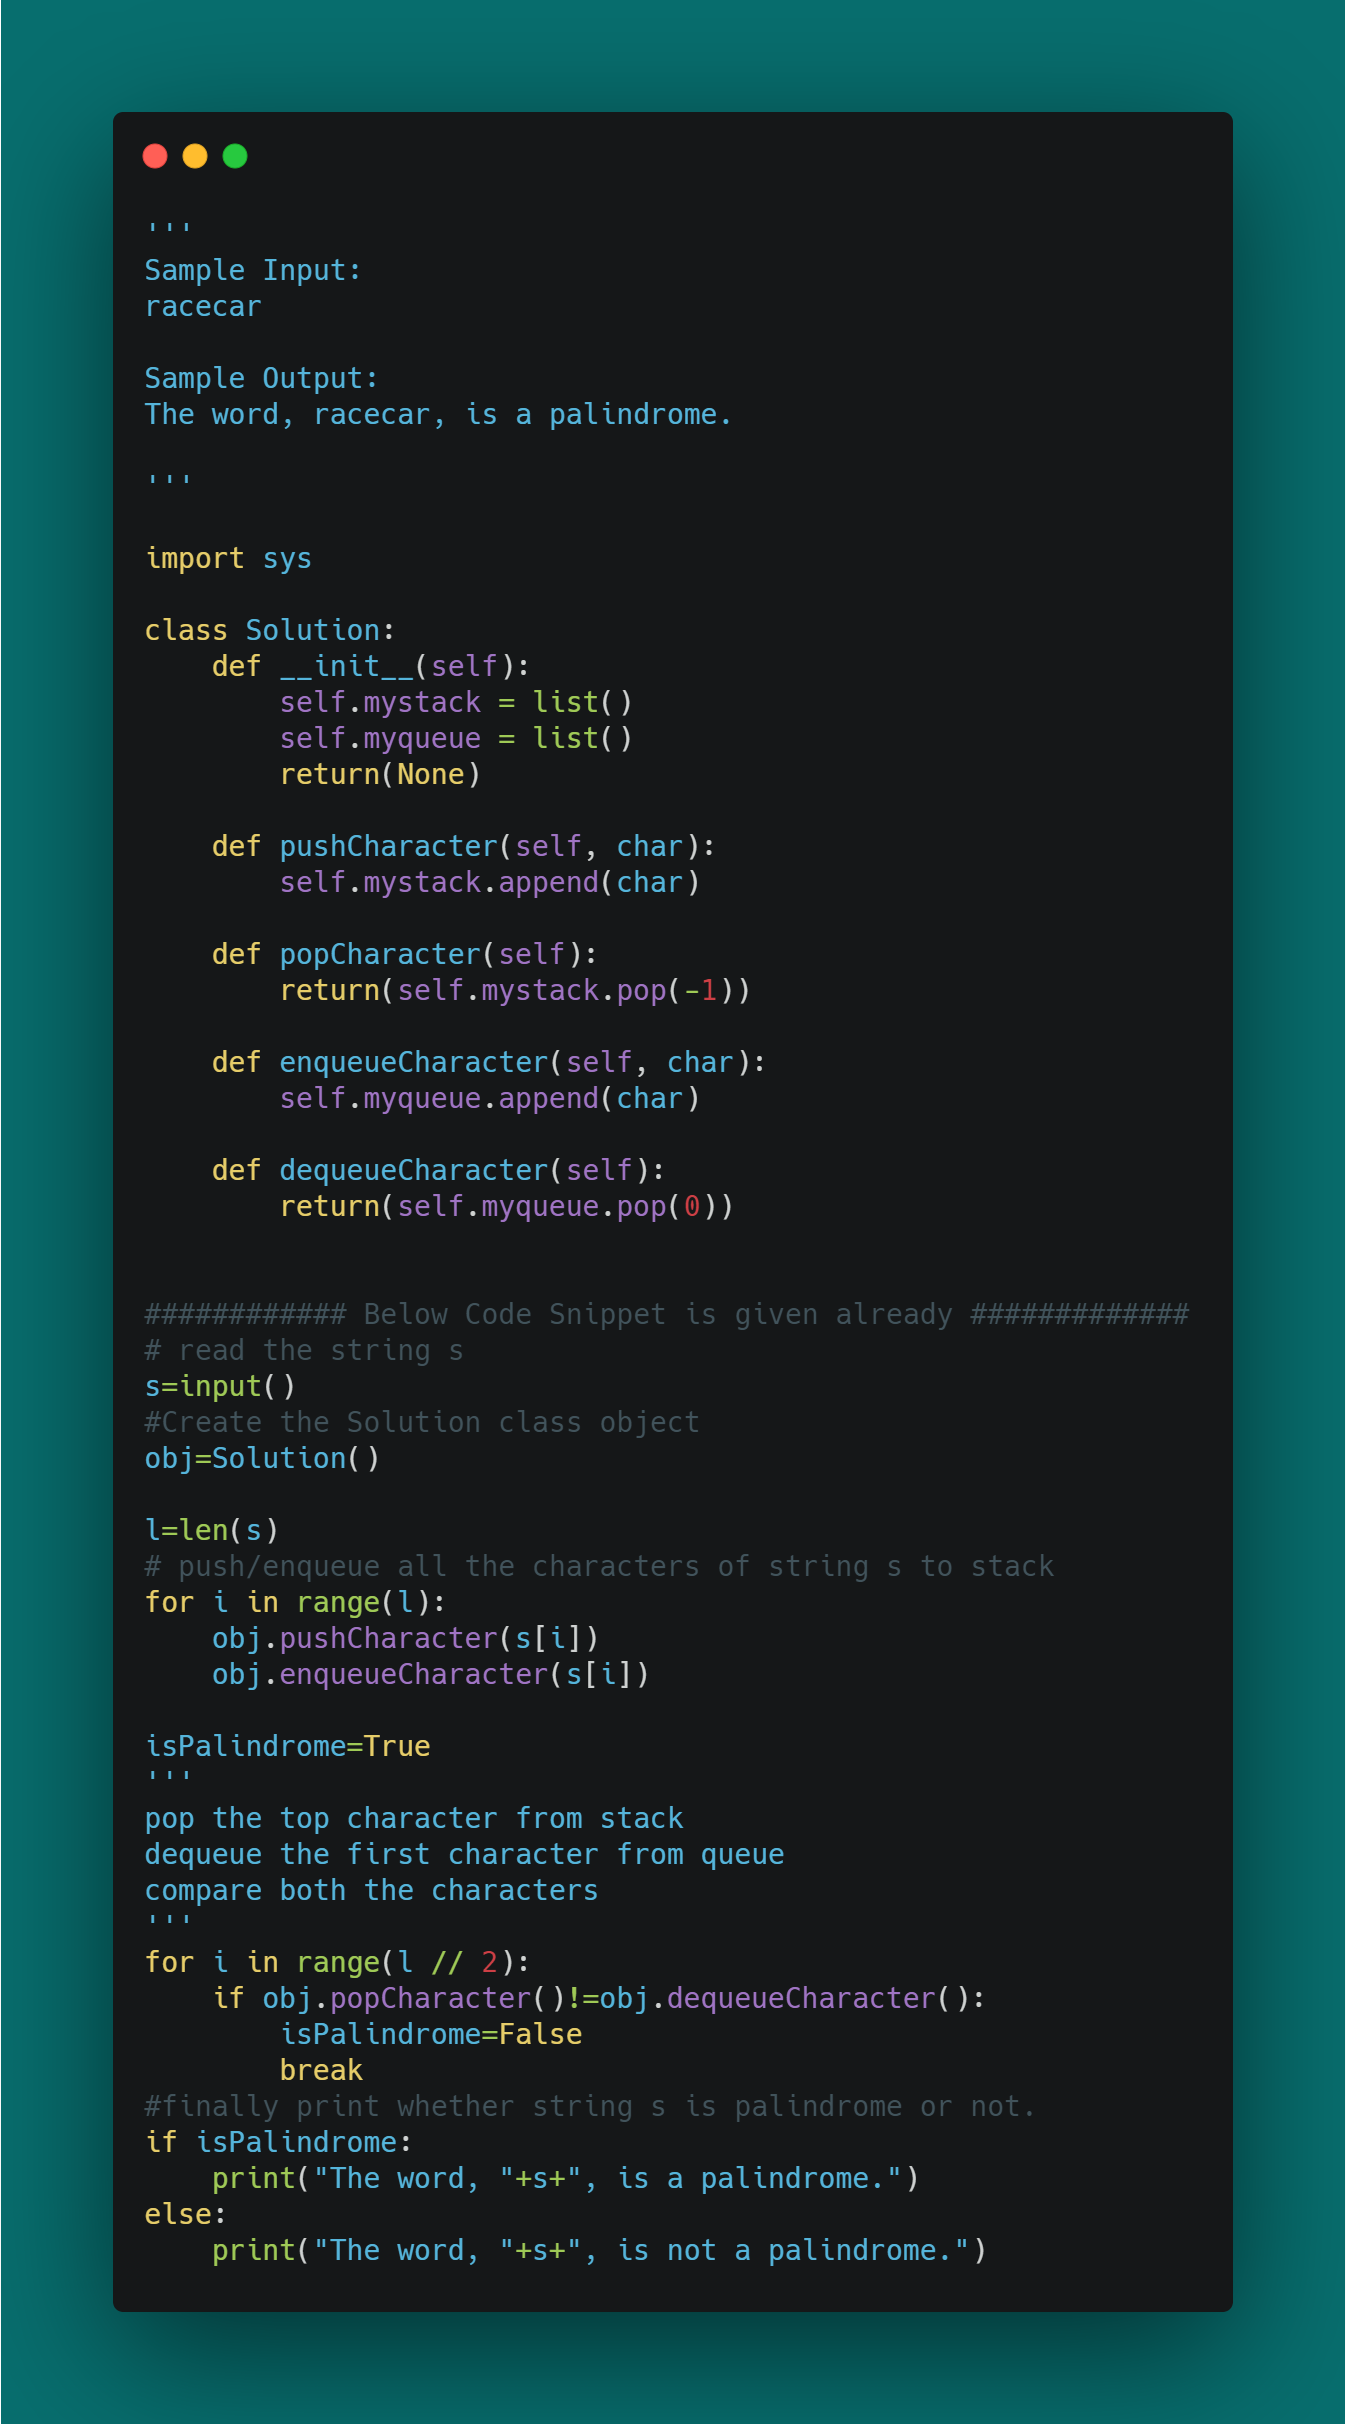 '''
Sample Input:
racecar

Sample Output:
The word, racecar, is a palindrome.

'''

import sys

class Solution:
    def __init__(self):
        self.mystack = list()
        self.myqueue = list()
        return(None)

    def pushCharacter(self, char):
        self.mystack.append(char)

    def popCharacter(self):
        return(self.mystack.pop(-1))

    def enqueueCharacter(self, char):
        self.myqueue.append(char)

    def dequeueCharacter(self):
        return(self.myqueue.pop(0))


############ Below Code Snippet is given already #############
# read the string s
s=input()
#Create the Solution class object
obj=Solution()

l=len(s)
# push/enqueue all the characters of string s to stack
for i in range(l):
    obj.pushCharacter(s[i])
    obj.enqueueCharacter(s[i])

isPalindrome=True
'''
pop the top character from stack
dequeue the first character from queue
compare both the characters
'''
for i in range(l // 2):
    if obj.popCharacter()!=obj.dequeueCharacter():
        isPalindrome=False
        break
#finally print whether string s is palindrome or not.
if isPalindrome:
    print("The word, "+s+", is a palindrome.")
else:
    print("The word, "+s+", is not a palindrome.")